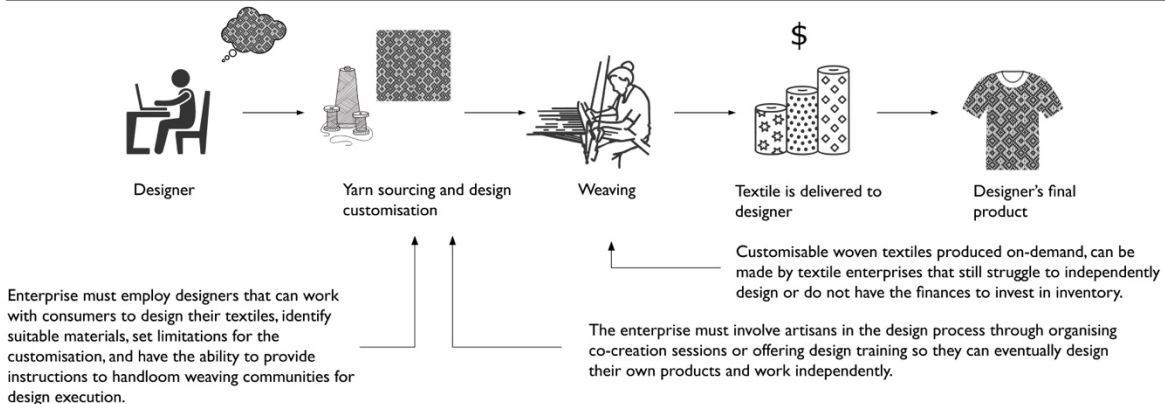 $
Designer
Yarn sourcing and design
customisation
Weaving
Textile is delivered to
designer
Designer's final
product
Customisable woven textiles produced on-demand, can be
made by textile enterprises that still struggle to independently
design or do not have the finances to invest in inventory.
Enterprise must employ designers that can work
with consumers to design their textiles, identify
suitable materials, set limitations for the
customisation, and have the ability to provide
instructions to handloom weaving communities for
design execution.
The enterprise must involve artisans in the design process through organising
co-creation sessions or offering design training so they can eventually design
their own products and work independently.